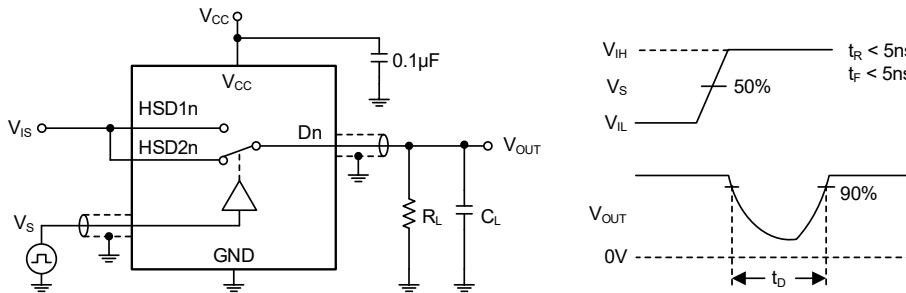 VCC
0.1µF
VCC
HSD1n
VIS
HSD2n
Dn
VOUT
VS
RL
CL
GND
VIH
tR < 5ns
VS
50%
tF < 5ns
VIL
90%
VOUT
0V
tD